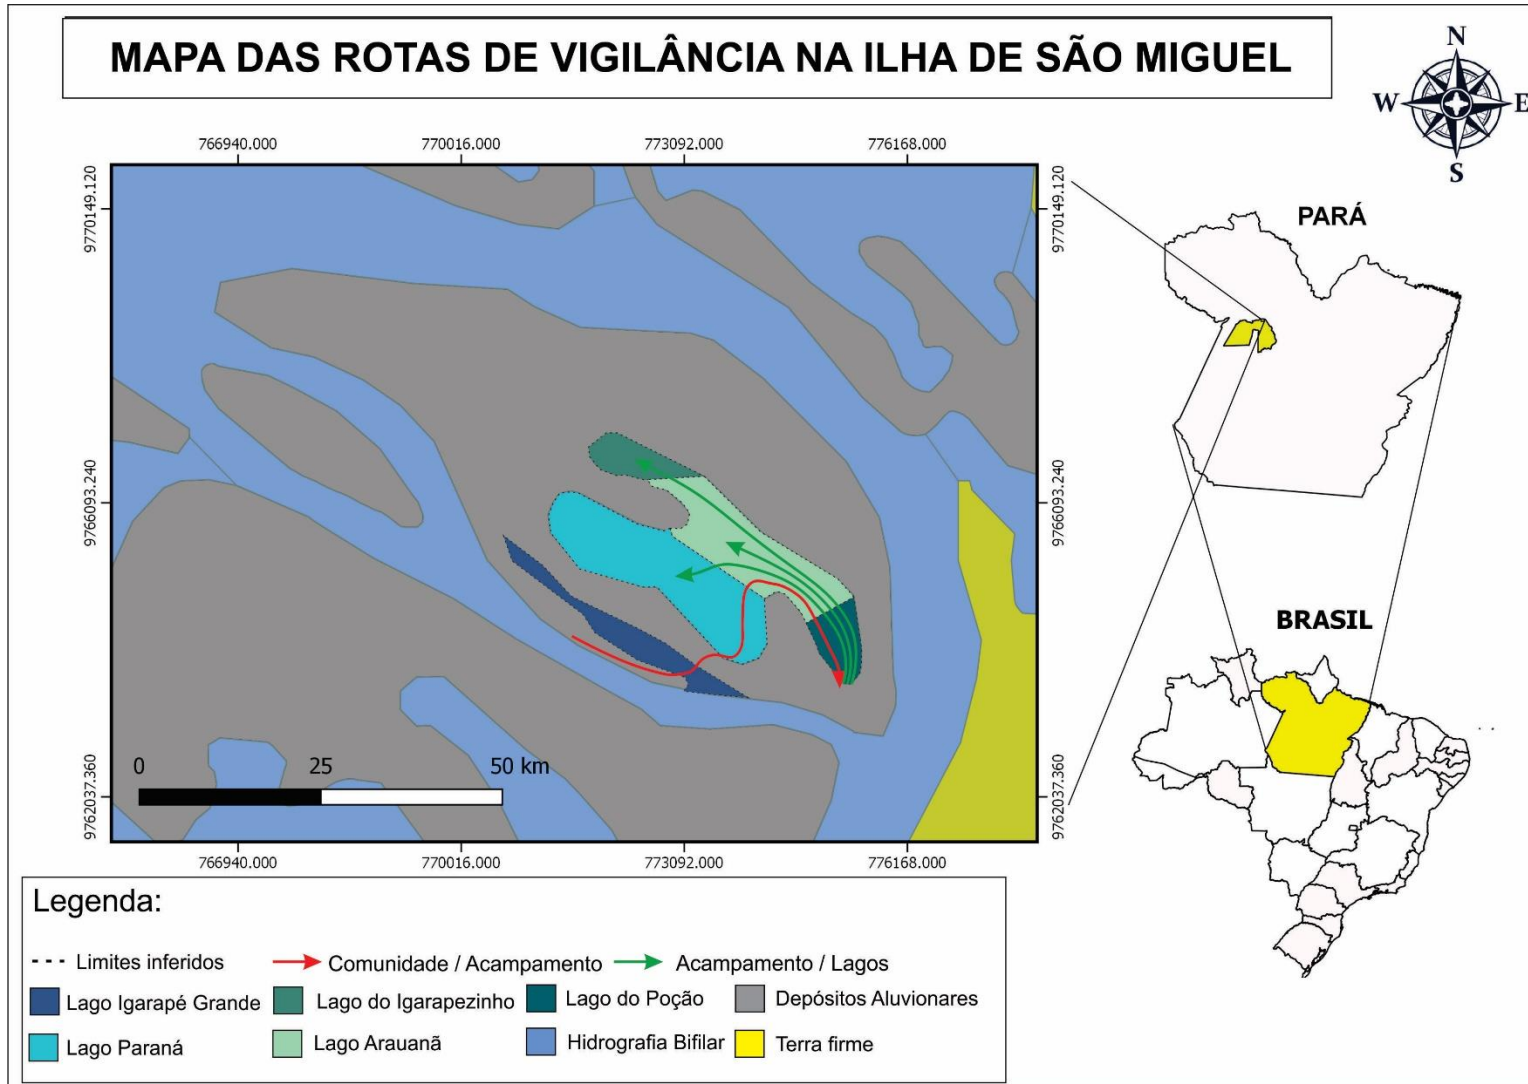 MAPA DAS ROTAS DE VIGILÂNCIA NA ILHA DE SÃO MIGUEL
N
W E
S
766940.000 770016.000 773092.000 776168.000
9770149.120
9766093.240
9762037.360
9770149.120
9766093.240
9762037.360
0 25 50 km
766940.000 770016.000 773092.000 776168.000
PARÁ
BRASIL
Legenda:
Limites inferidos Comunidade / Acampamento Acampamento / Lagos
Lago Igarapé Grande Lago do Igarapezinho Lago do Poção Depósitos Aluvionares
Lago Paraná Lago Arauanã Hidrografia Bifilar Terra firme